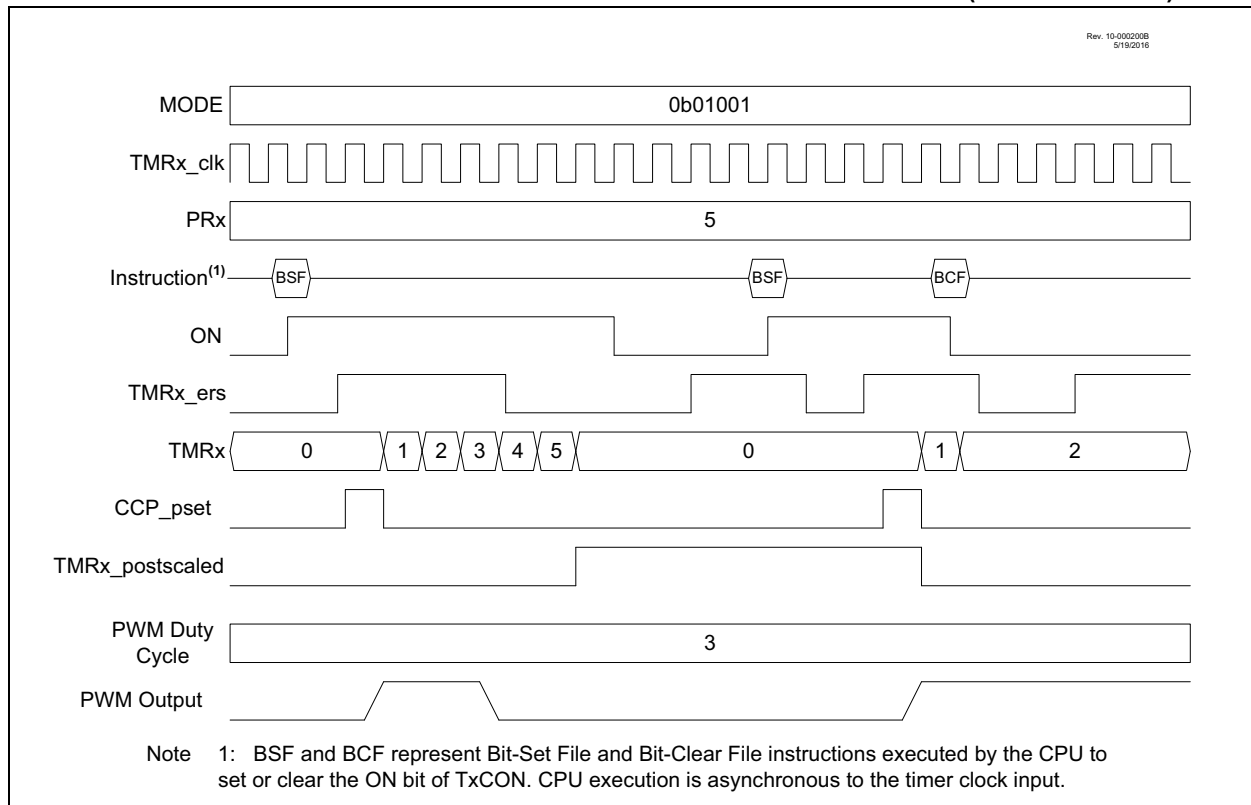 Rev. 10-000200B
5/19/2016
MODE 0b01001
TMRx_clk
PRx 5
Instruction(1) BSF BSF BCF
ON
TMRx_ers
TMRx 0 1 2 3 4 5 0 1 2
CCP_pset
TMRx_postscaled
PWM Duty
Cycle 3
PWM Output
Note 1: BSF and BCF represent Bit-Set File and Bit-Clear File instructions executed by the CPU to
set or clear the ON bit of TxCON. CPU execution is asynchronous to the timer clock input.